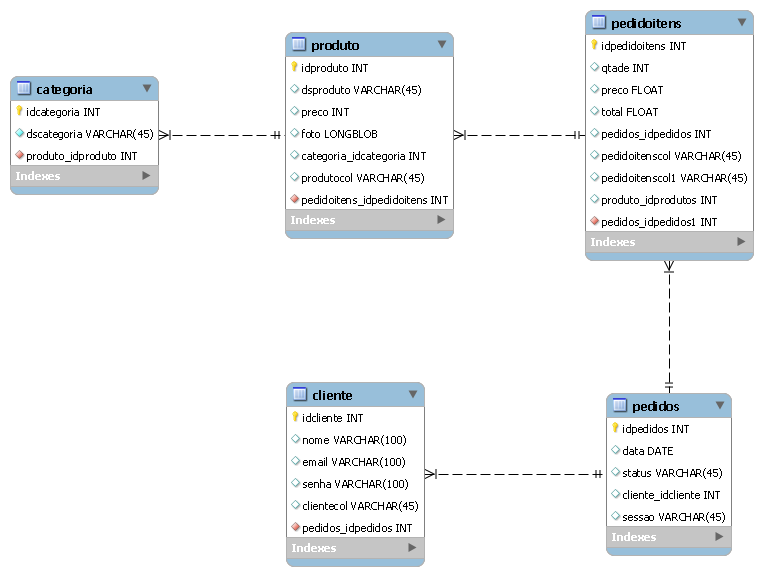 categoria
idcategoria INT
dscategoria VARCHAR(45)
produto_idproduto INT
Indexes
produto
idproduto INT
dsproduto VARCHAR(45)
preco INT
foto LONGBLOB
categoria_idcategoria INT
produtocol VARCHAR(45)
pedidoitens_idpedidoitens INT
Indexes
pedidoitens
idpedidoitens INT
qtade INT
preco FLOAT
total FLOAT
pedidos_idpedidos INT
pedidoitenscol VARCHAR(45)
pedidoitenscol1 VARCHAR(45)
produto_idprodutos INT
pedidos_idpedidos1 INT
Indexes
cliente
idcliente INT
nome VARCHAR(100)
email VARCHAR(100)
senha VARCHAR(100)
clientecol VARCHAR(45)
pedidos_idpedidos INT
Indexes
pedidos
idpedidos INT
data DATE
status VARCHAR(45)
cliente_idcliente INT
sessao VARCHAR(45)
Indexes